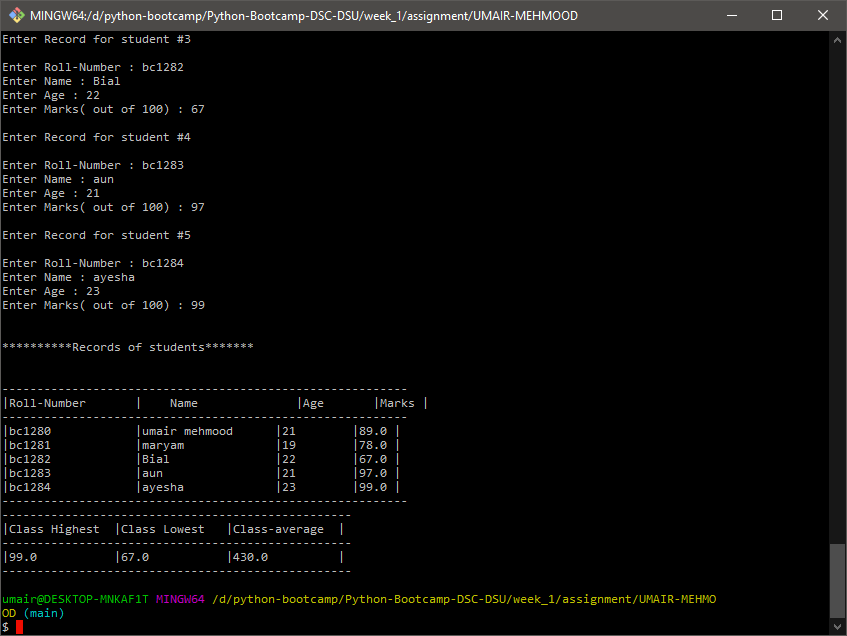 MINGW64:/d/python-bootcamp/Python-Bootcamp-DSC-DSU/week_1/assignment/UMAIR-MEHMOOD
Enter Record for student #3
Enter Roll-Number : bc1282
Enter Name : Bial
Enter Age : 22
Enter Marks( out of 100) : 67
Enter Record for student #4
Enter Roll-Number : bc1283
Enter Name : aun
Enter Age : 21
Enter Marks( out of 100) : 97
Enter Record for student #5
Enter Roll-Number : bc1284
Enter Name : ayesha
Enter Age : 23
Enter Marks( out of 100) : 99
**********Records of students*******
----------------------------------------------------------
|Roll-Number       |    Name              |Age       |Marks |
----------------------------------------------------------
|bc1280            |umair mehmood      |21        |89.0 |
|bc1281            |maryam             |19        |78.0 |
|bc1282            |Bial               |22        |67.0 |
|bc1283            |aun                |21        |97.0 |
|bc1284            |ayesha             |23        |99.0 |
----------------------------------------------------------
--------------------------------------------------
|Class Highest  |Class Lowest   |Class-average  |
--------------------------------------------------
|99.0           |67.0           |430.0          |
--------------------------------------------------
umair@DESKTOP-MNKAF1T MINGW64 /d/python-bootcamp/Python-Bootcamp-DSC-DSU/week_1/assignment/UMAIR-MEHMO
OD (main)
$